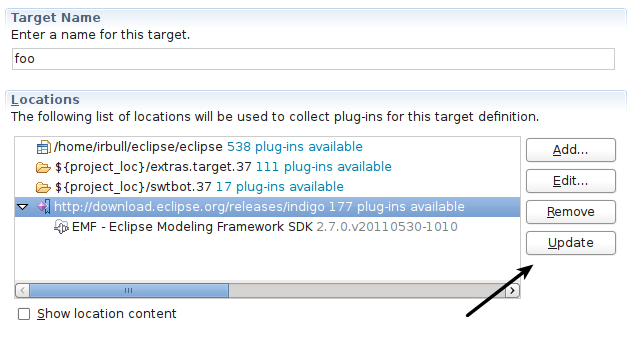 Target Name
Enter a name for this target.
foo
Locations
The following list of locations will be used to collect plug-ins for this target definition.
/home/irbull/eclipse/eclipse 538 plug-ins available
${project_loc}/extras.target.37 111 plug-ins available
${project_loc}/swtbot.37 17 plug-ins available
http://download.eclipse.org/releases/indigo 177 plug-ins available
EMF - Eclipse Modeling Framework SDK 2.7.0.v20110530-1010
Add...
Edit...
Remove
Update
Show location content